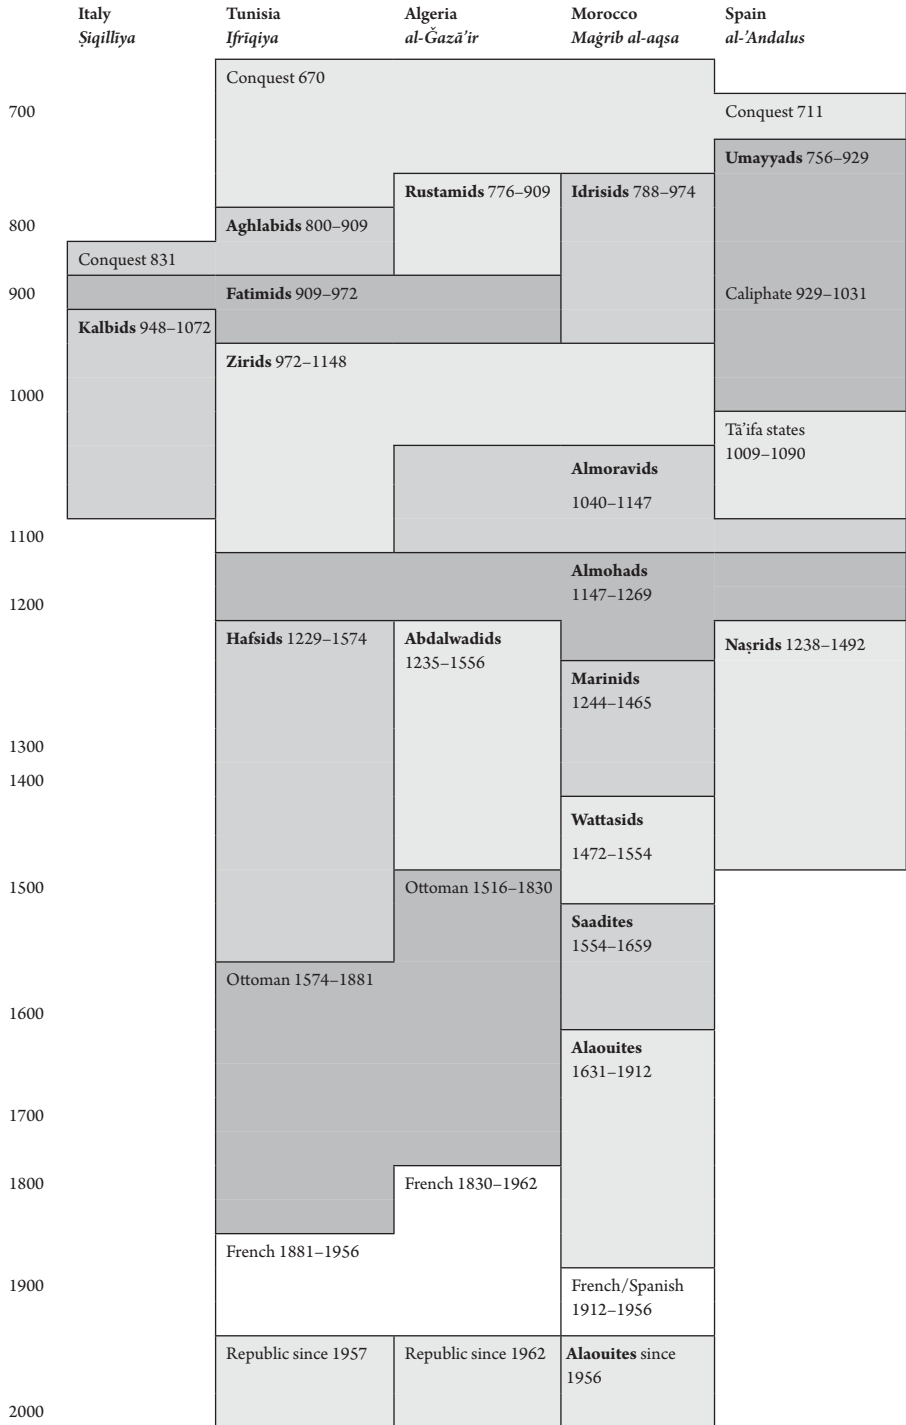 Italy Tunisia Algeria Morocco Spain
Ṣiqillīya Ifrīqiya al-Ǧazā’ir Maġrib al-aqsa al-’Andalus
Conquest 670
700 Conquest 711
Umayyads 756–929
Rustamids 776–909 Idrisids 788–974
800 Aghlabids 800–909
Conquest 831
900 Fatimids 909–972 Caliphate 929–1031
Kalbids 948–1072
Zirids 972–1148
1000
Tā’ifa states
1009–1090
Almoravids
1040–1147
1100
Almohads
1147–1269
1200
Hafsids 1229–1574 Abdalwadids Naṣrids 1238–1492
1235–1556
Marinids
1244–1465
1300
1400
Wattasids
1472–1554
1500 Ottoman 1516–1830
Saadites
1554–1659
Ottoman 1574–1881
1600
Alaouites
1631–1912
1700
1800 French 1830–1962
French 1881–1956
1900 French/Spanish
1912–1956
Republic since 1957 Republic since 1962 Alaouites since
1956
2000